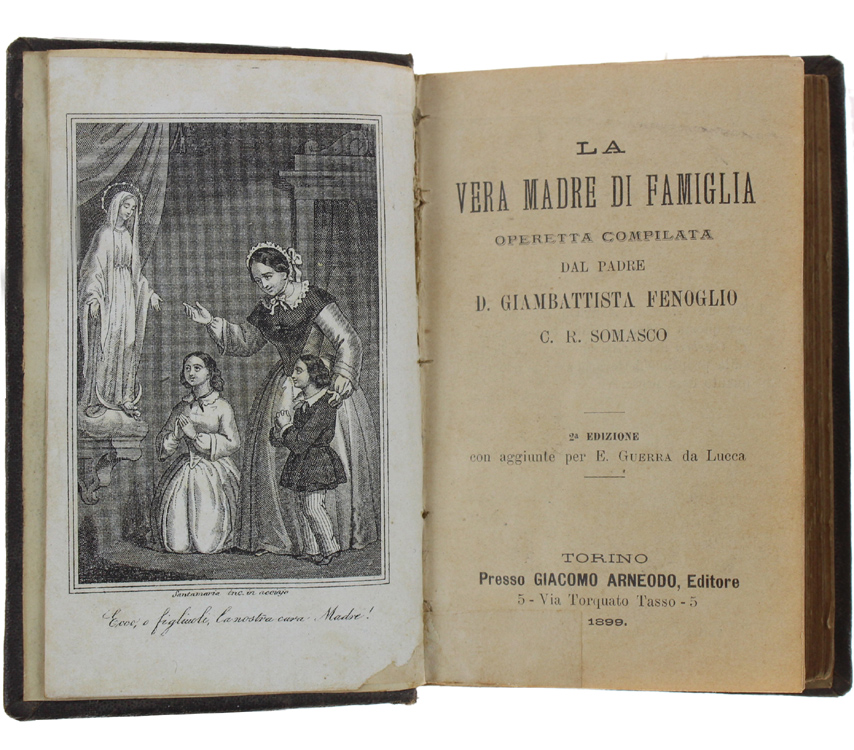 Santamaria inc. in acciajo
Ecco, o figliuole, la nostra cara Madre!
LA
VERA MADRE DI FAMIGLIA
OPERETTA COMPILATA
DAL PADRE
D. GIAMBATTISTA FENOGLIO
C. R. SOMASCO
2ª EDIZIONE
con aggiunte per E. GUERRA da Lucca
TORINO
Presso GIACOMO ARNEODO, Editore
5 - Via Torquato Tasso - 5
1899.